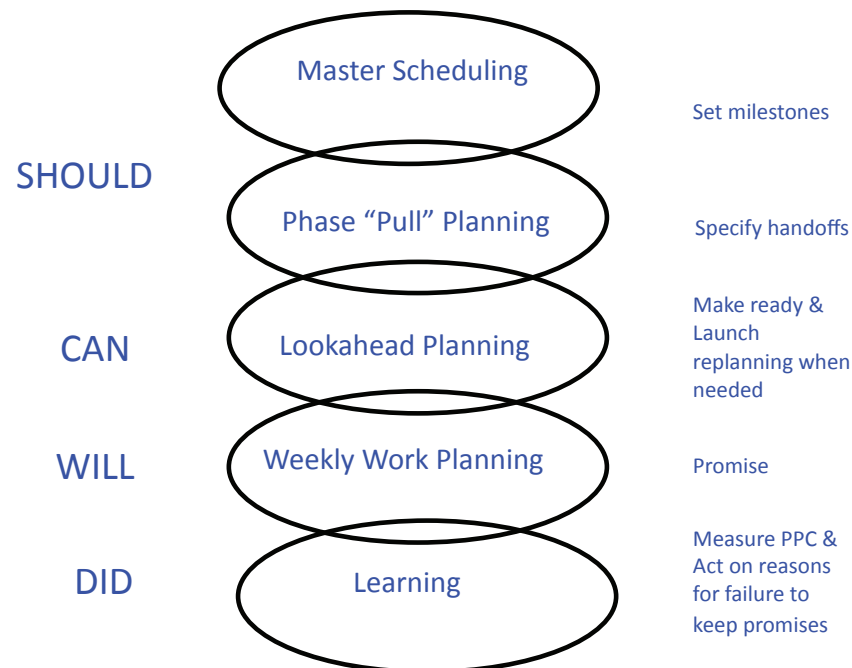 Master Scheduling
Set milestones
SHOULD
Phase “Pull” Planning
Specify handoffs
CAN
Lookahead Planning
Make ready &
Launch
replanning when
needed
WILL
Weekly Work Planning
Promise
DID
Learning
Measure PPC &
Act on reasons
for failure to
keep promises